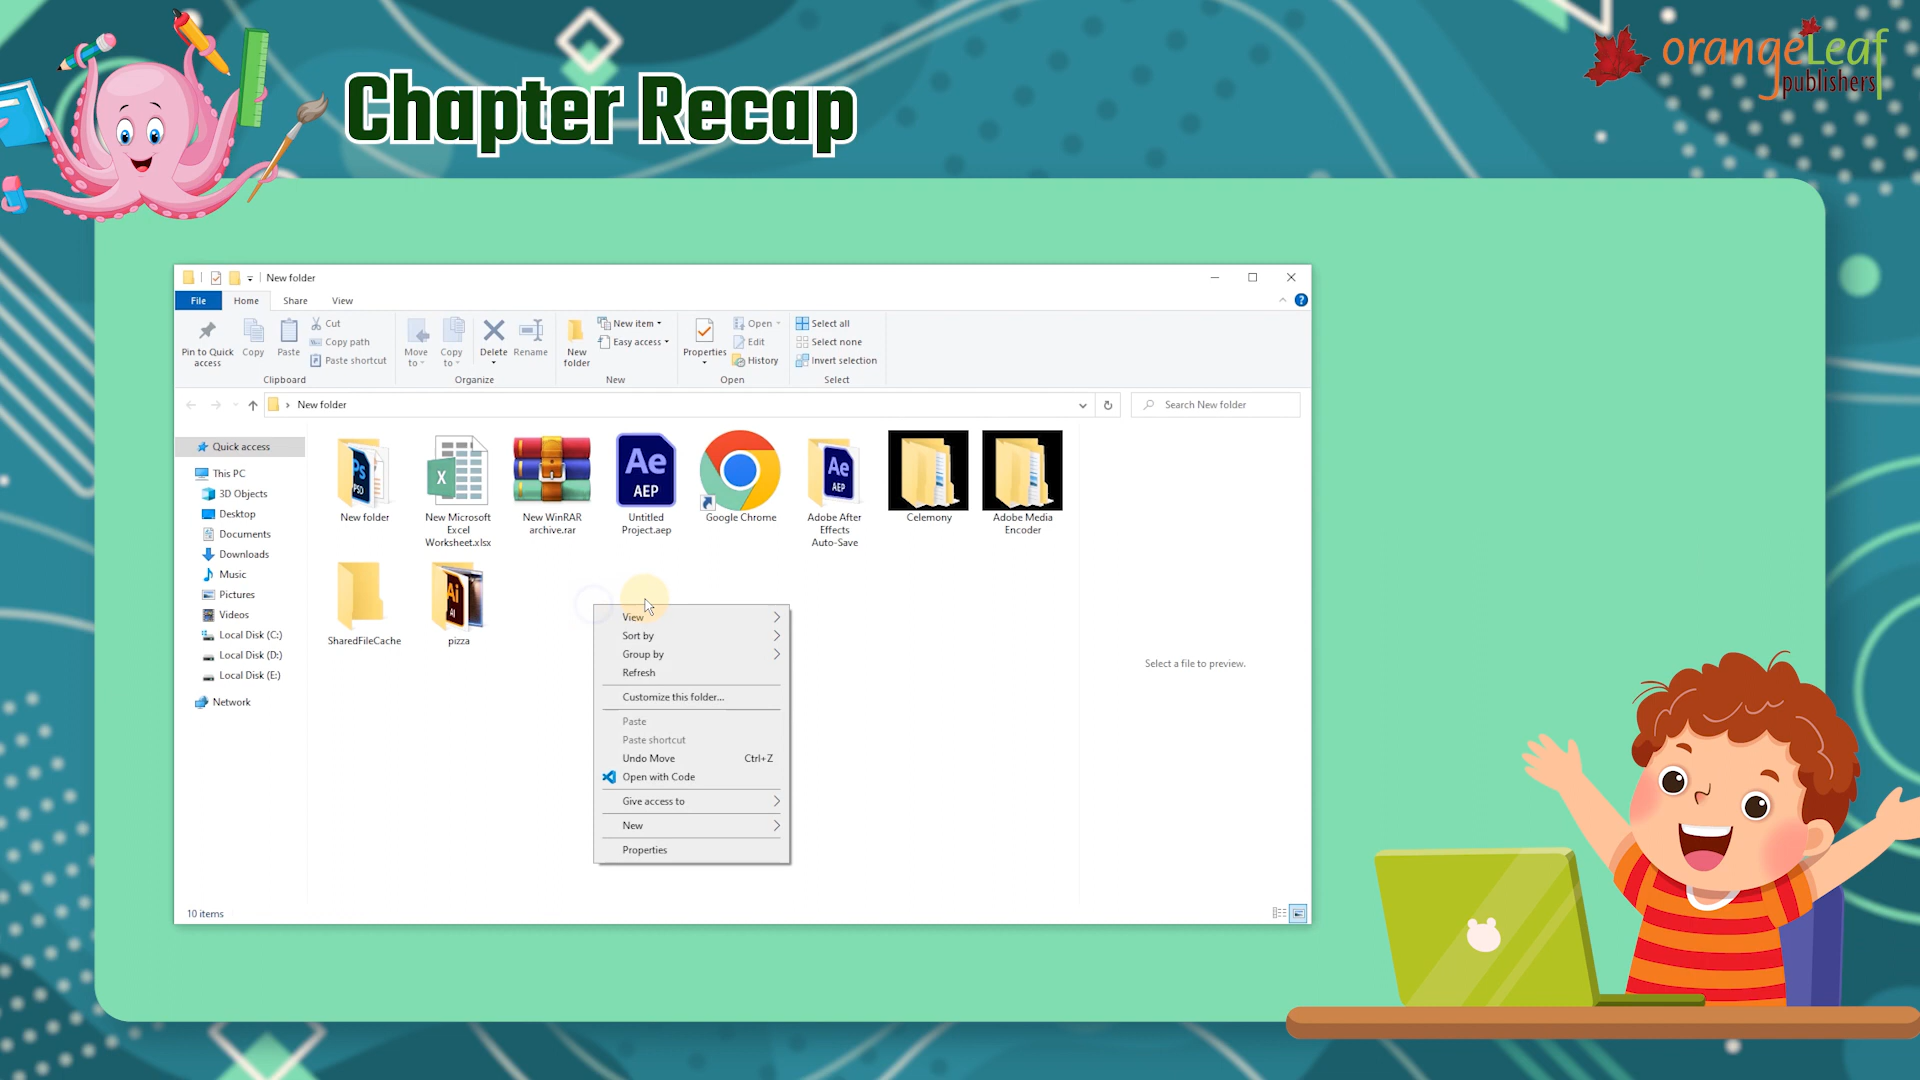 Chapter Recap
orangeLeaf
publishers
New folder
File Home Share View
Pin to Quick access
Copy
Paste
Cut
Copy path
Paste shortcut
Clipboard
Move to
Copy to
Delete
Rename
Organize
New folder
New item
Easy access
New
Properties
Open
Edit
History
Open
Select all
Select none
Invert selection
Select
New folder
Search New folder
Quick access
This PC
3D Objects
Desktop
Documents
Downloads
Music
Pictures
Videos
Local Disk (C:)
Local Disk (D:)
Local Disk (E:)
Network
Ps
PSD
New folder
X
New Microsoft
Excel
Worksheet.xlsx
New WinRAR
archive.rar
Ae
AEP
Untitled
Project.aep
Google Chrome
Ae
AEP
Adobe After
Effects
Auto-Save
Celemony
Adobe Media
Encoder
SharedFileCache
Ai
AI
pizza
View
Sort by
Group by
Refresh
Customize this folder...
Paste
Paste shortcut
Undo Move Ctrl+Z
Open with Code
Give access to
New
Properties
Select a file to preview.
10 items